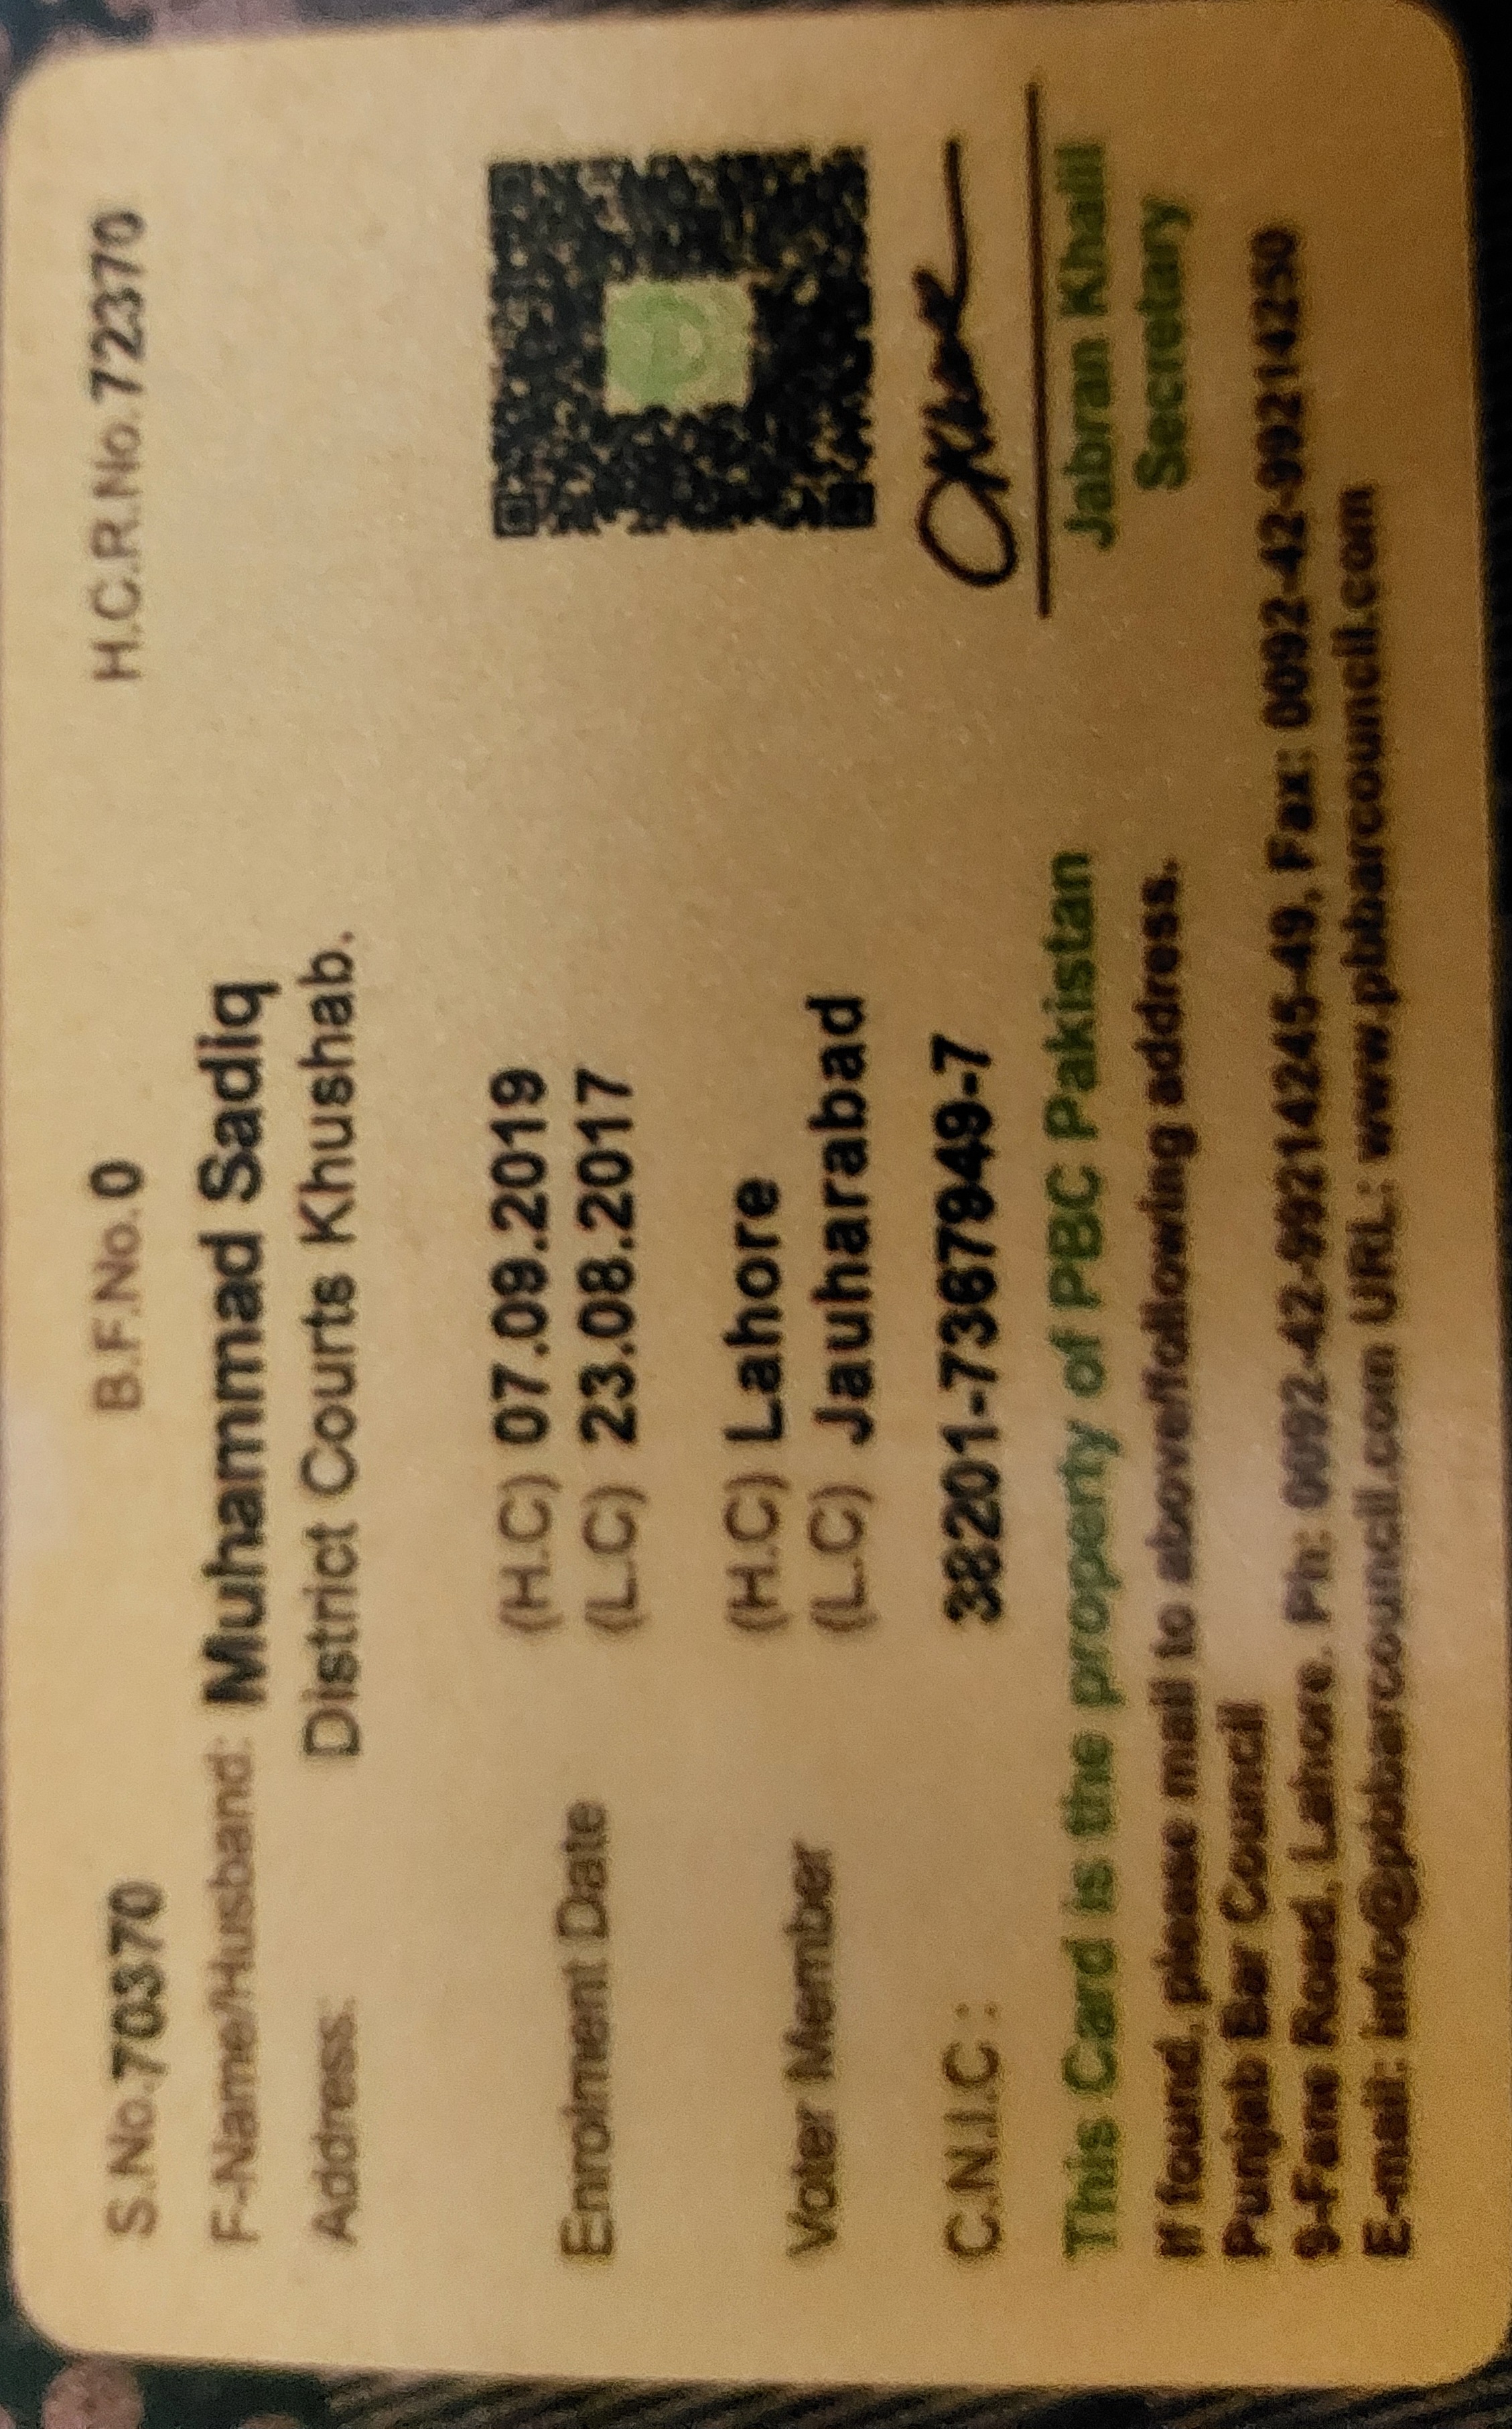 S.No.70370 B.F.No.0 H.C.R.No.72370
F-Name/Husband: Muhammad Sadiq
Address: District Courts Khushab.
Enrolment Date
(H.C) 07.09.2019
(L.C) 23.08.2017
Voter Member
(H.C) Lahore
(L.C) Jauharabad
C.N.I.C : 38201-7367949-7
Jabran Khalil
Secretary
This Card is the property of PBC Pakistan
If found, please mail to above/following address.
Punjab Bar Council
9-Fane Road, Lahore. Ph: 0092-42-99214245-49, Fax: 0092-42-99214250
E-mail: info@pbbarcouncil.com URL: www.pbbarcouncil.com